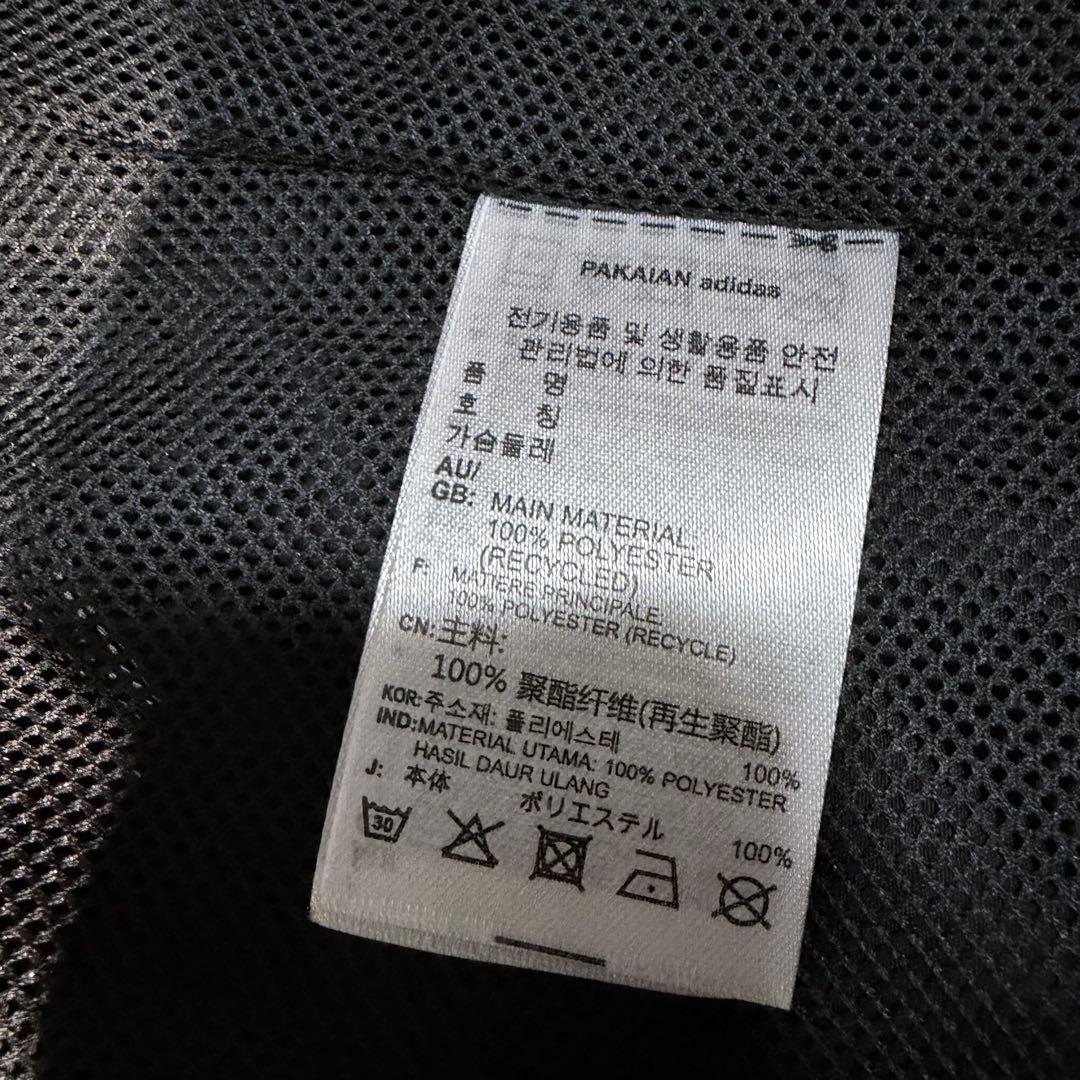 PAKAIAN adidas
전기용품 및 생활용품 안전
관리법에 의한 품질표시
품 명
호 칭
가슴둘레
AU/
GB: MAIN MATERIAL
100% POLYESTER
(RECYCLED)
F: MATIERE PRINCIPALE:
100% POLYESTER (RECYCLE)
CN: 主料:
100% 聚酯纤维(再生聚酯)
KOR: 주소재: 폴리에스테 100%
IND: MATERIAL UTAMA: 100% POLYESTER
HASIL DAUR ULANG
J: 本体 ポリエステル 100%
30